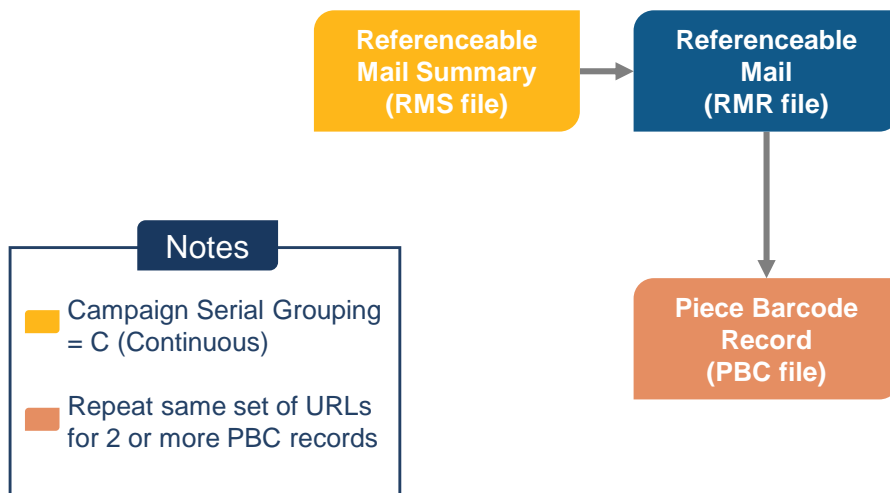 Referenceable
Mail Summary
(RMS file)
Referenceable
Mail
(RMR file)
Notes
Campaign Serial Grouping
= C (Continuous)
Repeat same set of URLs
for 2 or more PBC records
Piece Barcode
Record
(PBC file)